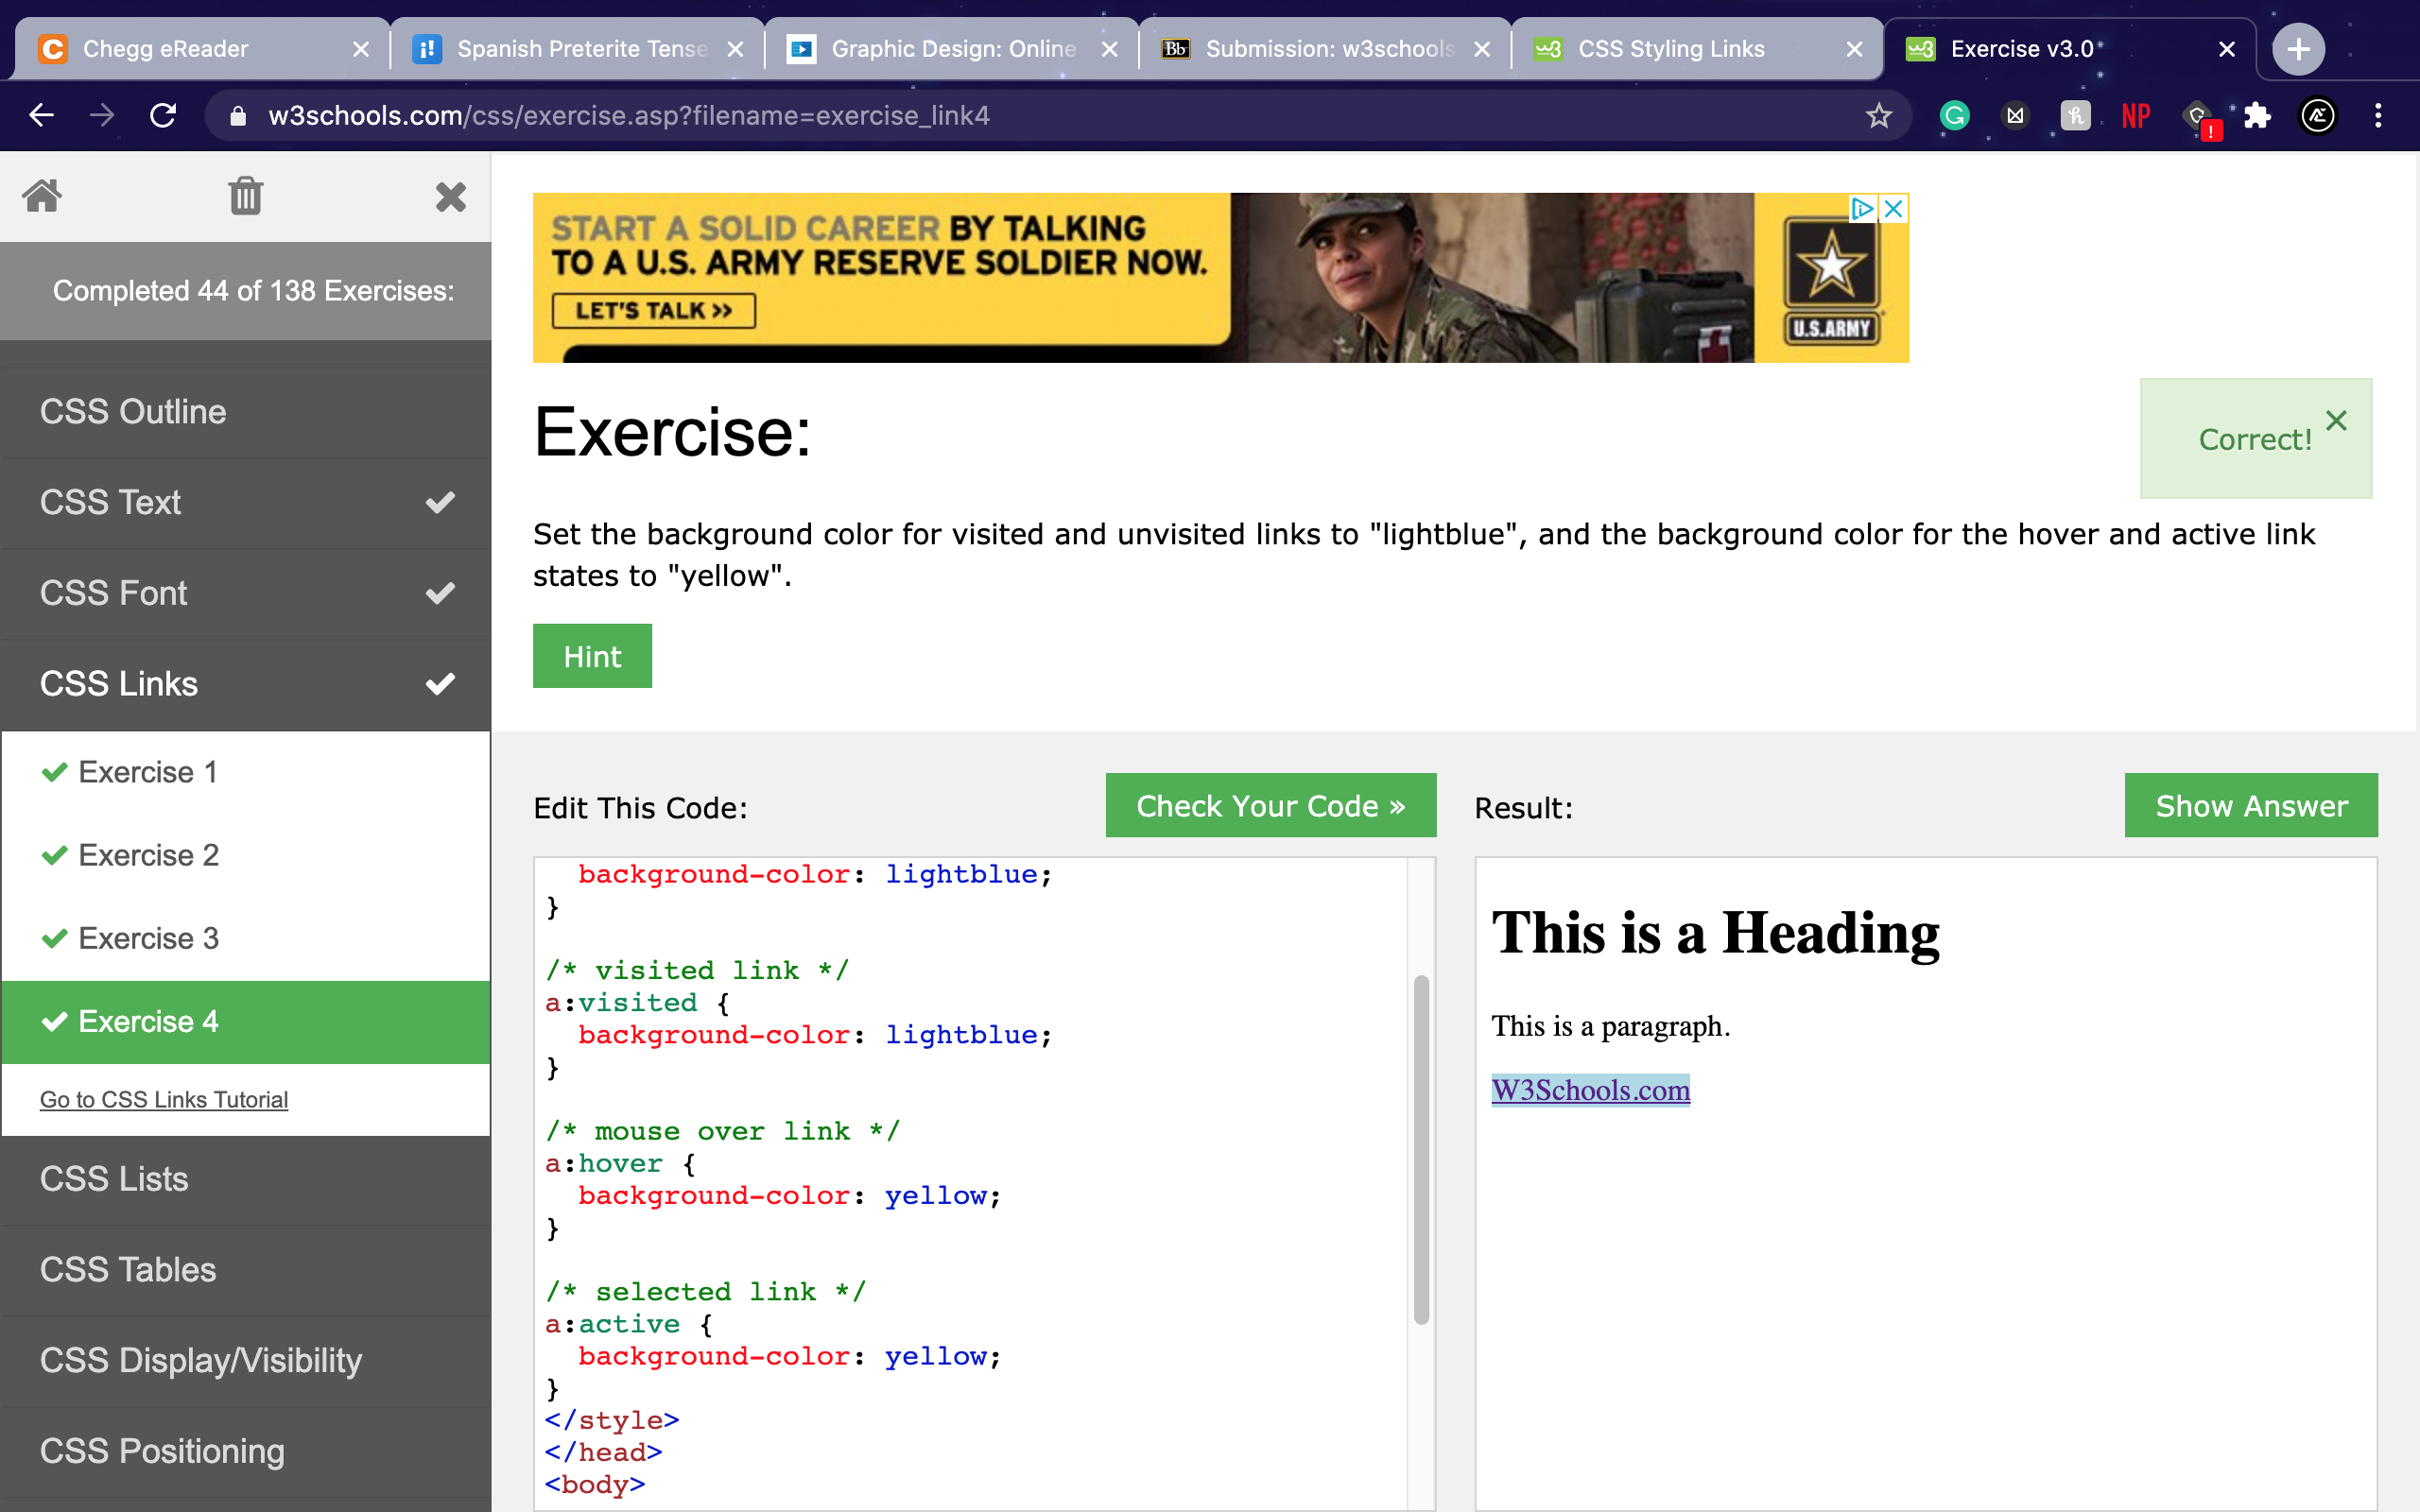 Chegg eReader
Spanish Preterite Tense
Graphic Design: Online
Bb Submission: w3schools
CSS Styling Links
Exercise v3.0
w3schools.com/css/exercise.asp?filename=exercise_link4
NP
Completed 44 of 138 Exercises:
CSS Outline
CSS Text
CSS Font
CSS Links
Exercise 1
Exercise 2
Exercise 3
Exercise 4
Go to CSS Links Tutorial
CSS Lists
CSS Tables
CSS Display/Visibility
CSS Positioning
START A SOLID CAREER BY TALKING
TO A U.S. ARMY RESERVE SOLDIER NOW.
LET'S TALK >>
U.S.ARMY
Exercise:
Correct!
Set the background color for visited and unvisited links to "lightblue", and the background color for the hover and active link
states to "yellow".
Hint
Edit This Code:
Check Your Code »
background-color: lightblue;
}
/* visited link */
a:visited {
background-color: lightblue;
}
/* mouse over link */
a:hover {
background-color: yellow;
}
/* selected link */
a:active {
background-color: yellow;
}
</style>
</head>
<body>
Result:
Show Answer
This is a Heading
This is a paragraph.
W3Schools.com